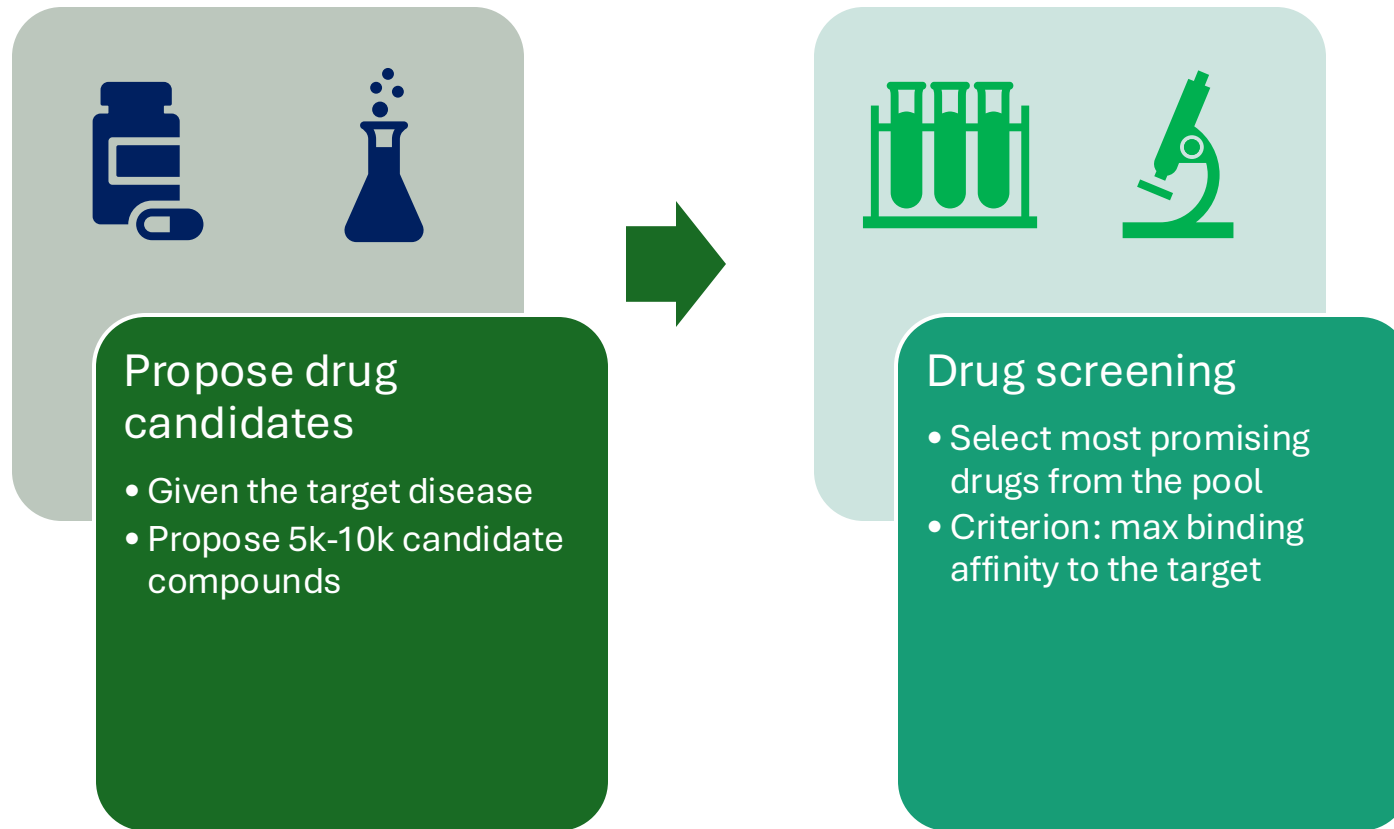 Propose drug
candidates
• Given the target disease
• Propose 5k-10k candidate
compounds
Drug screening
• Select most promising
drugs from the pool
• Criterion: max binding
affinity to the target